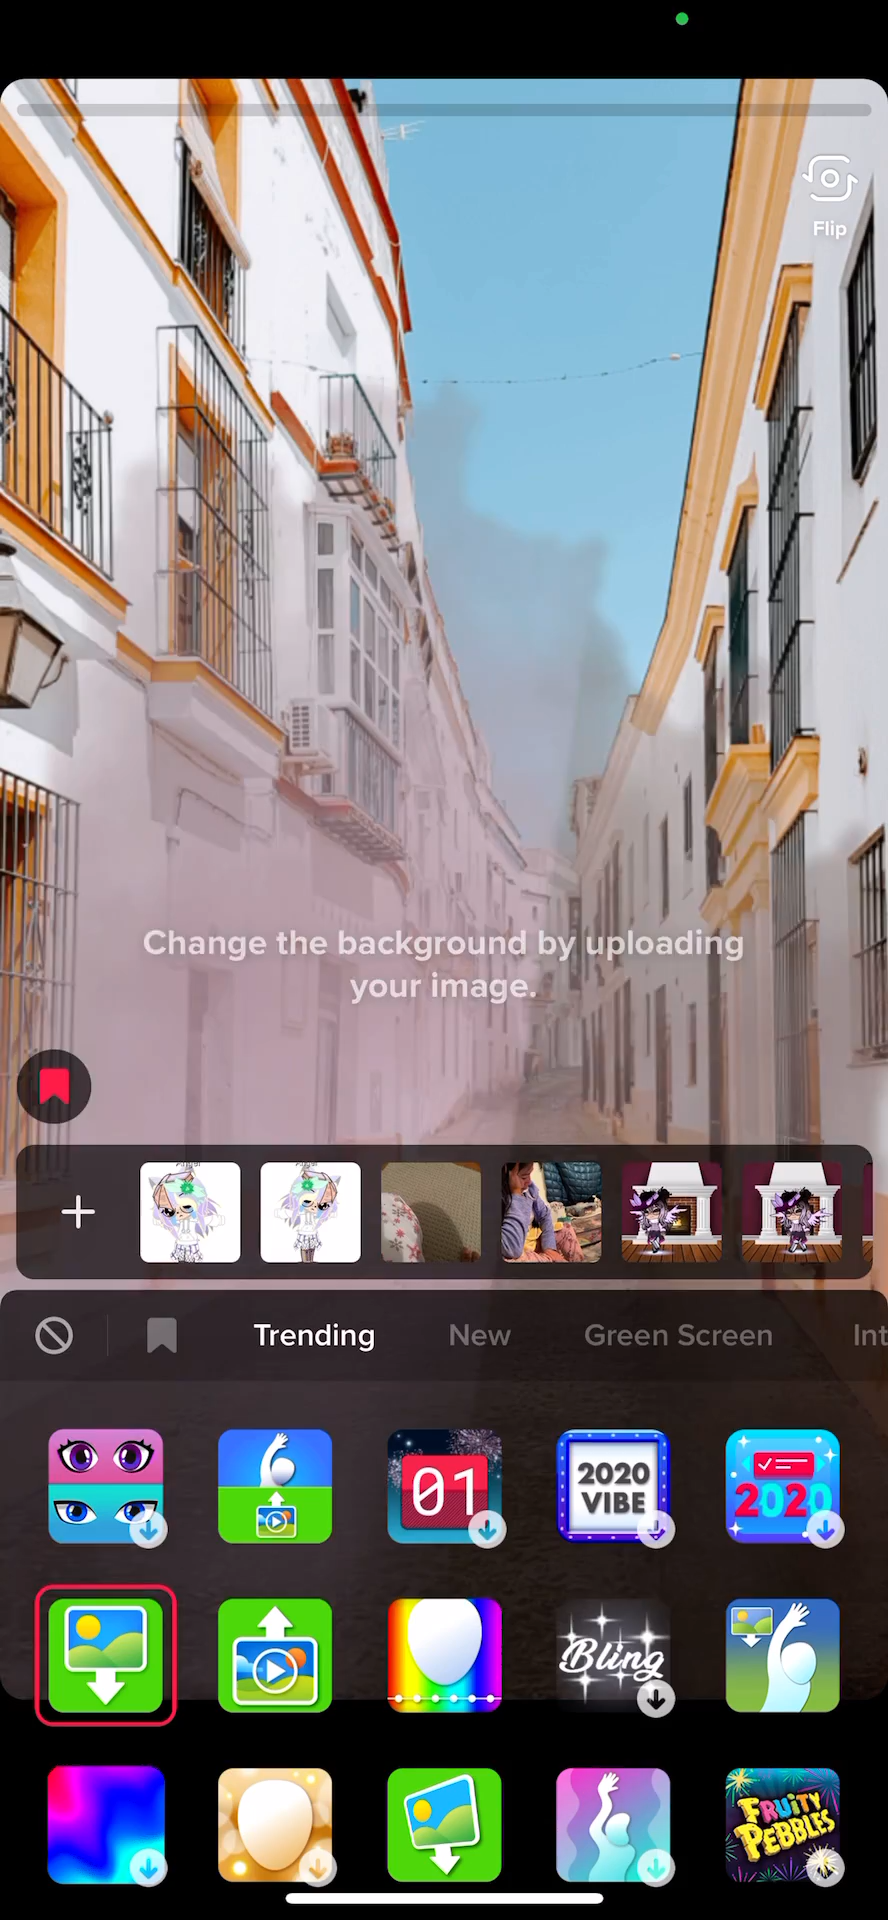 Flip
Change the background by uploading
your image.
Trending New Green Screen Int
01
2020
VIBE
2020
Bling
FRUITY
PEBBLES